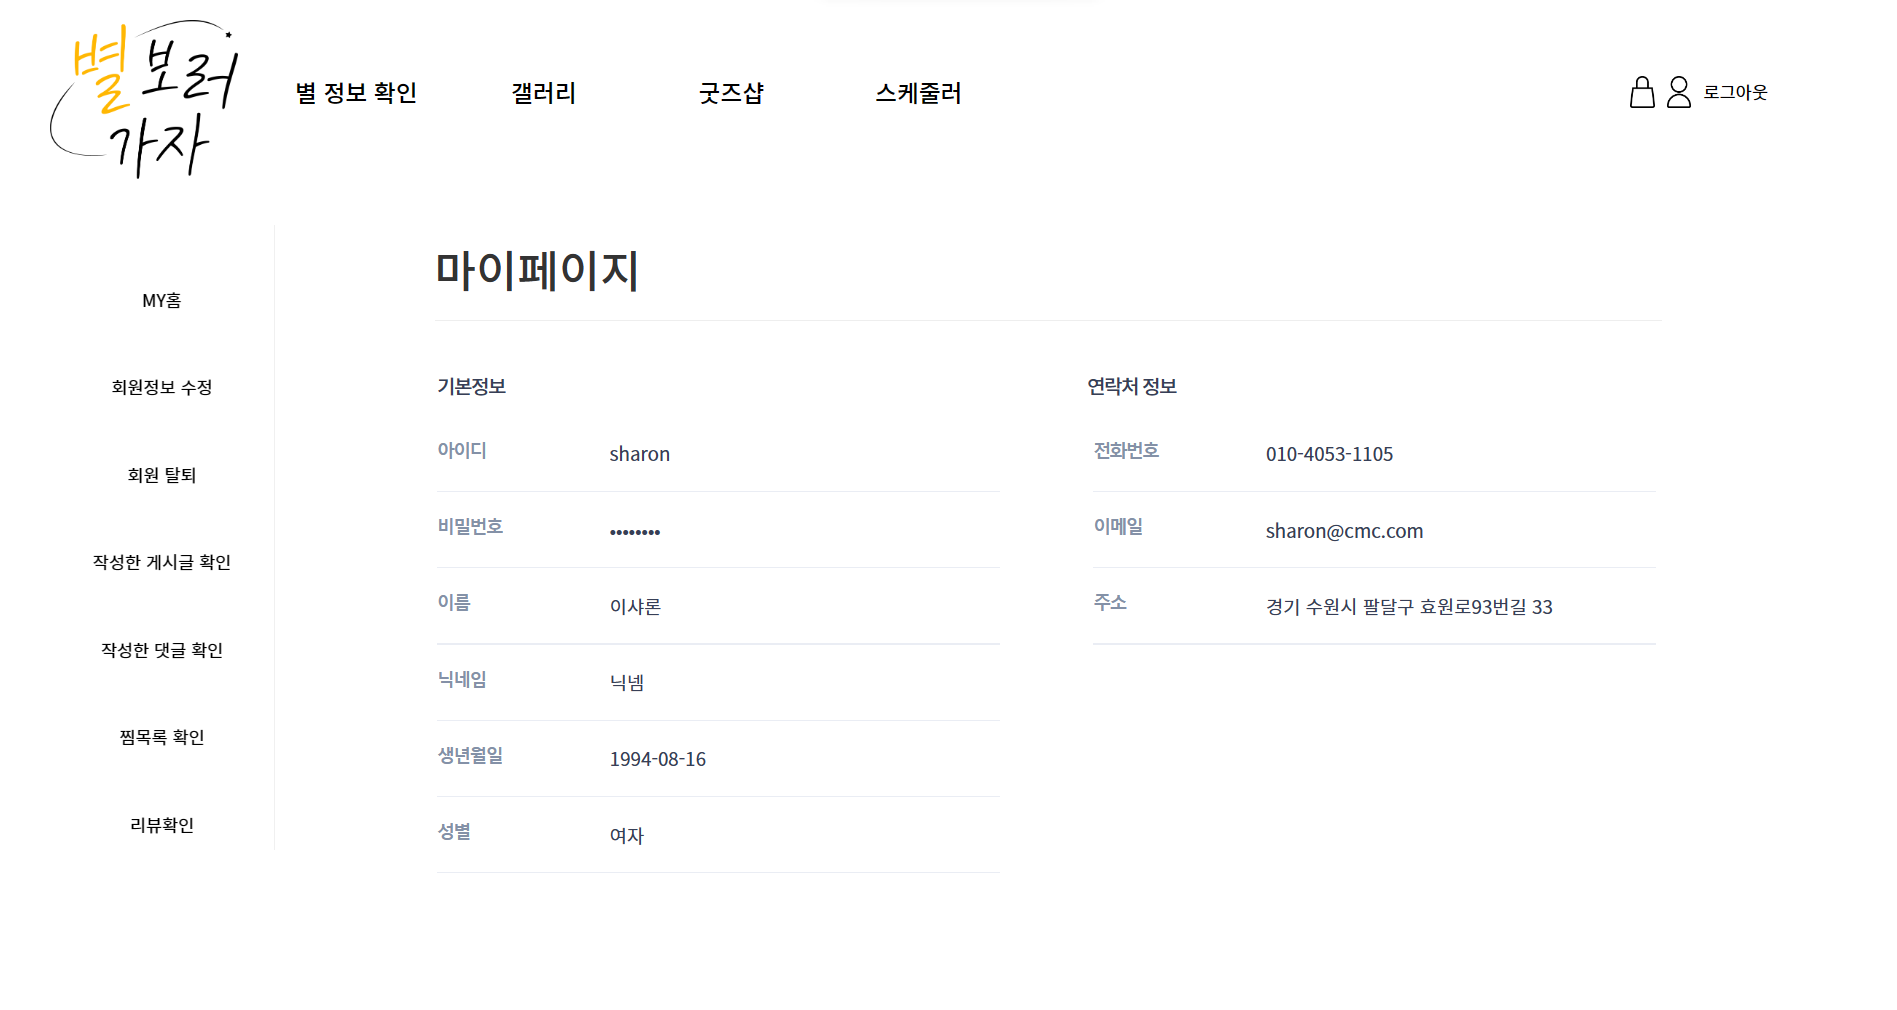 별 보러
가자
별 정보 확인 갤러리 굿즈샵 스케줄러 로그아웃
MY홈
회원정보 수정
회원 탈퇴
작성한 게시글 확인
작성한 댓글 확인
찜목록 확인
리뷰확인
마이페이지
기본정보
아이디 sharon
비밀번호 ••••••••
이름 이샤론
닉네임 닉넴
생년월일 1994-08-16
성별 여자
연락처 정보
전화번호 010-4053-1105
이메일 sharon@cmc.com
주소 경기 수원시 팔달구 효원로93번길 33